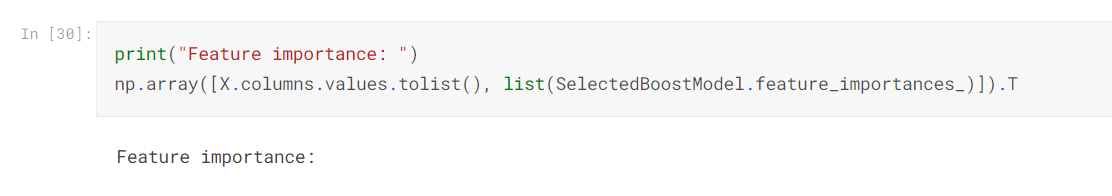 In [30]:
print("Feature importance: ")
np.array([X.columns.values.tolist(), list(SelectedBoostModel.feature_importances_)]).T
Feature importance: